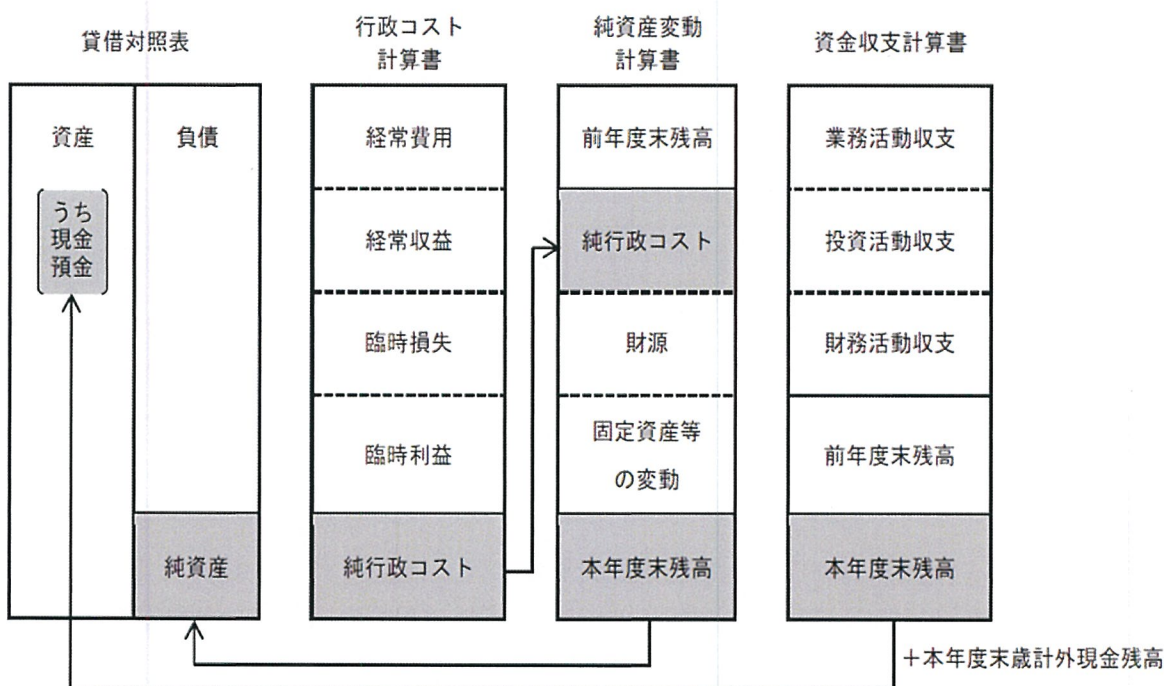 貸借対照表
行政コスト
計算書
純資産変動
計算書
資金収支計算書
資産
負債
うち
現金
預金
純資産
経常費用
経常収益
臨時損失
臨時利益
純行政コスト
前年度末残高
純行政コスト
財源
固定資産等
の変動
本年度末残高
業務活動収支
投資活動収支
財務活動収支
前年度末残高
本年度末残高
+本年度末歳計外現金残高